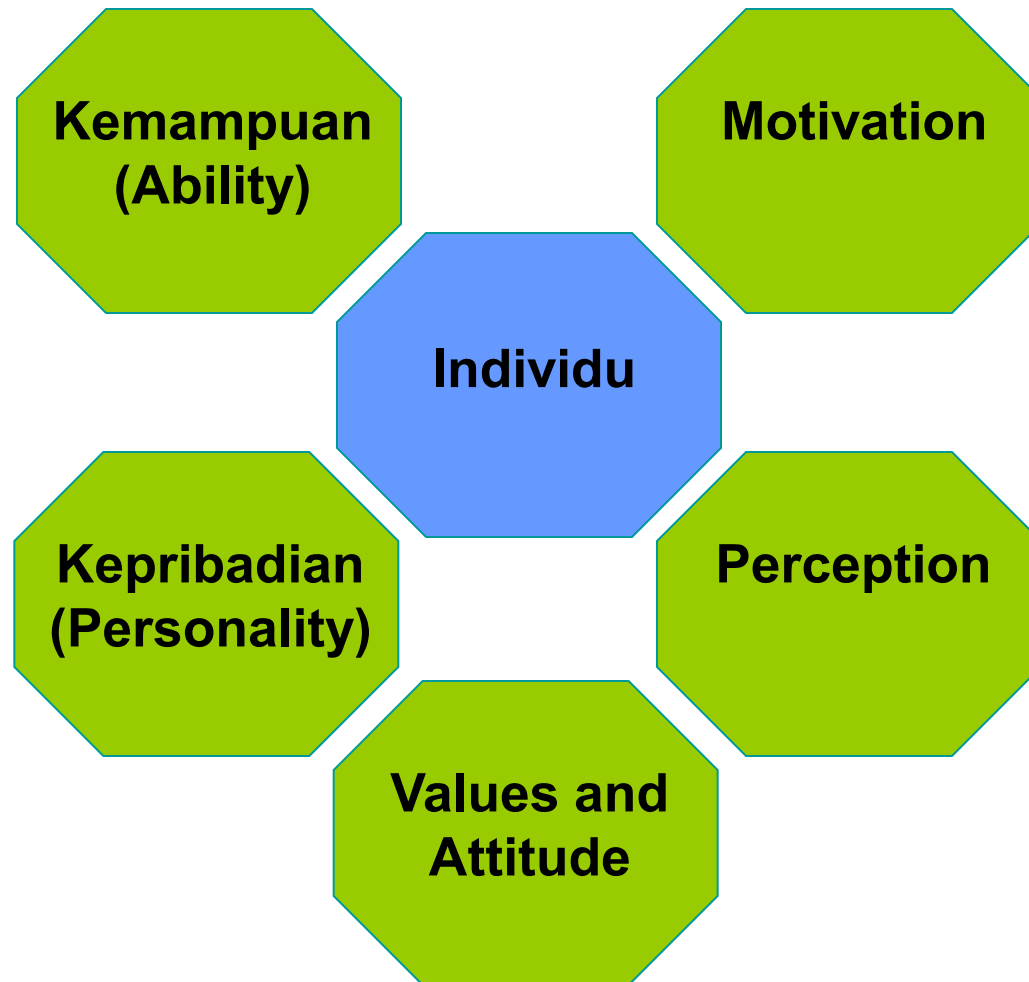 Kemampuan
(Ability)
Motivation
Individu
Kepribadian
(Personality)
Perception
Values and
Attitude